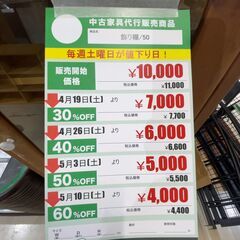 中古家具代行販売商品
飾り棚/50
毎週土曜日が値下り日！
販売開始価格 ¥10,000
税込価格 ¥11,000
4月19日(土) より ¥7,000
30%OFF 税込価格 ¥7,700
4月26日(土) より ¥6,000
40%OFF 税込価格 ¥6,600
5月3日(土) より ¥5,000
50%OFF 税込価格 ¥5,500
5月10日(土) より ¥4,000
60%OFF 税込価格 ¥4,400
サイズ W D H